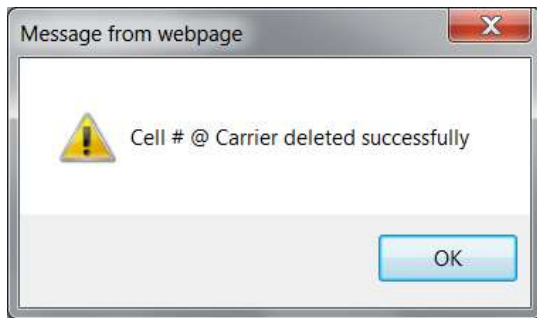 Message from webpage
X
Cell # @ Carrier deleted successfully
OK